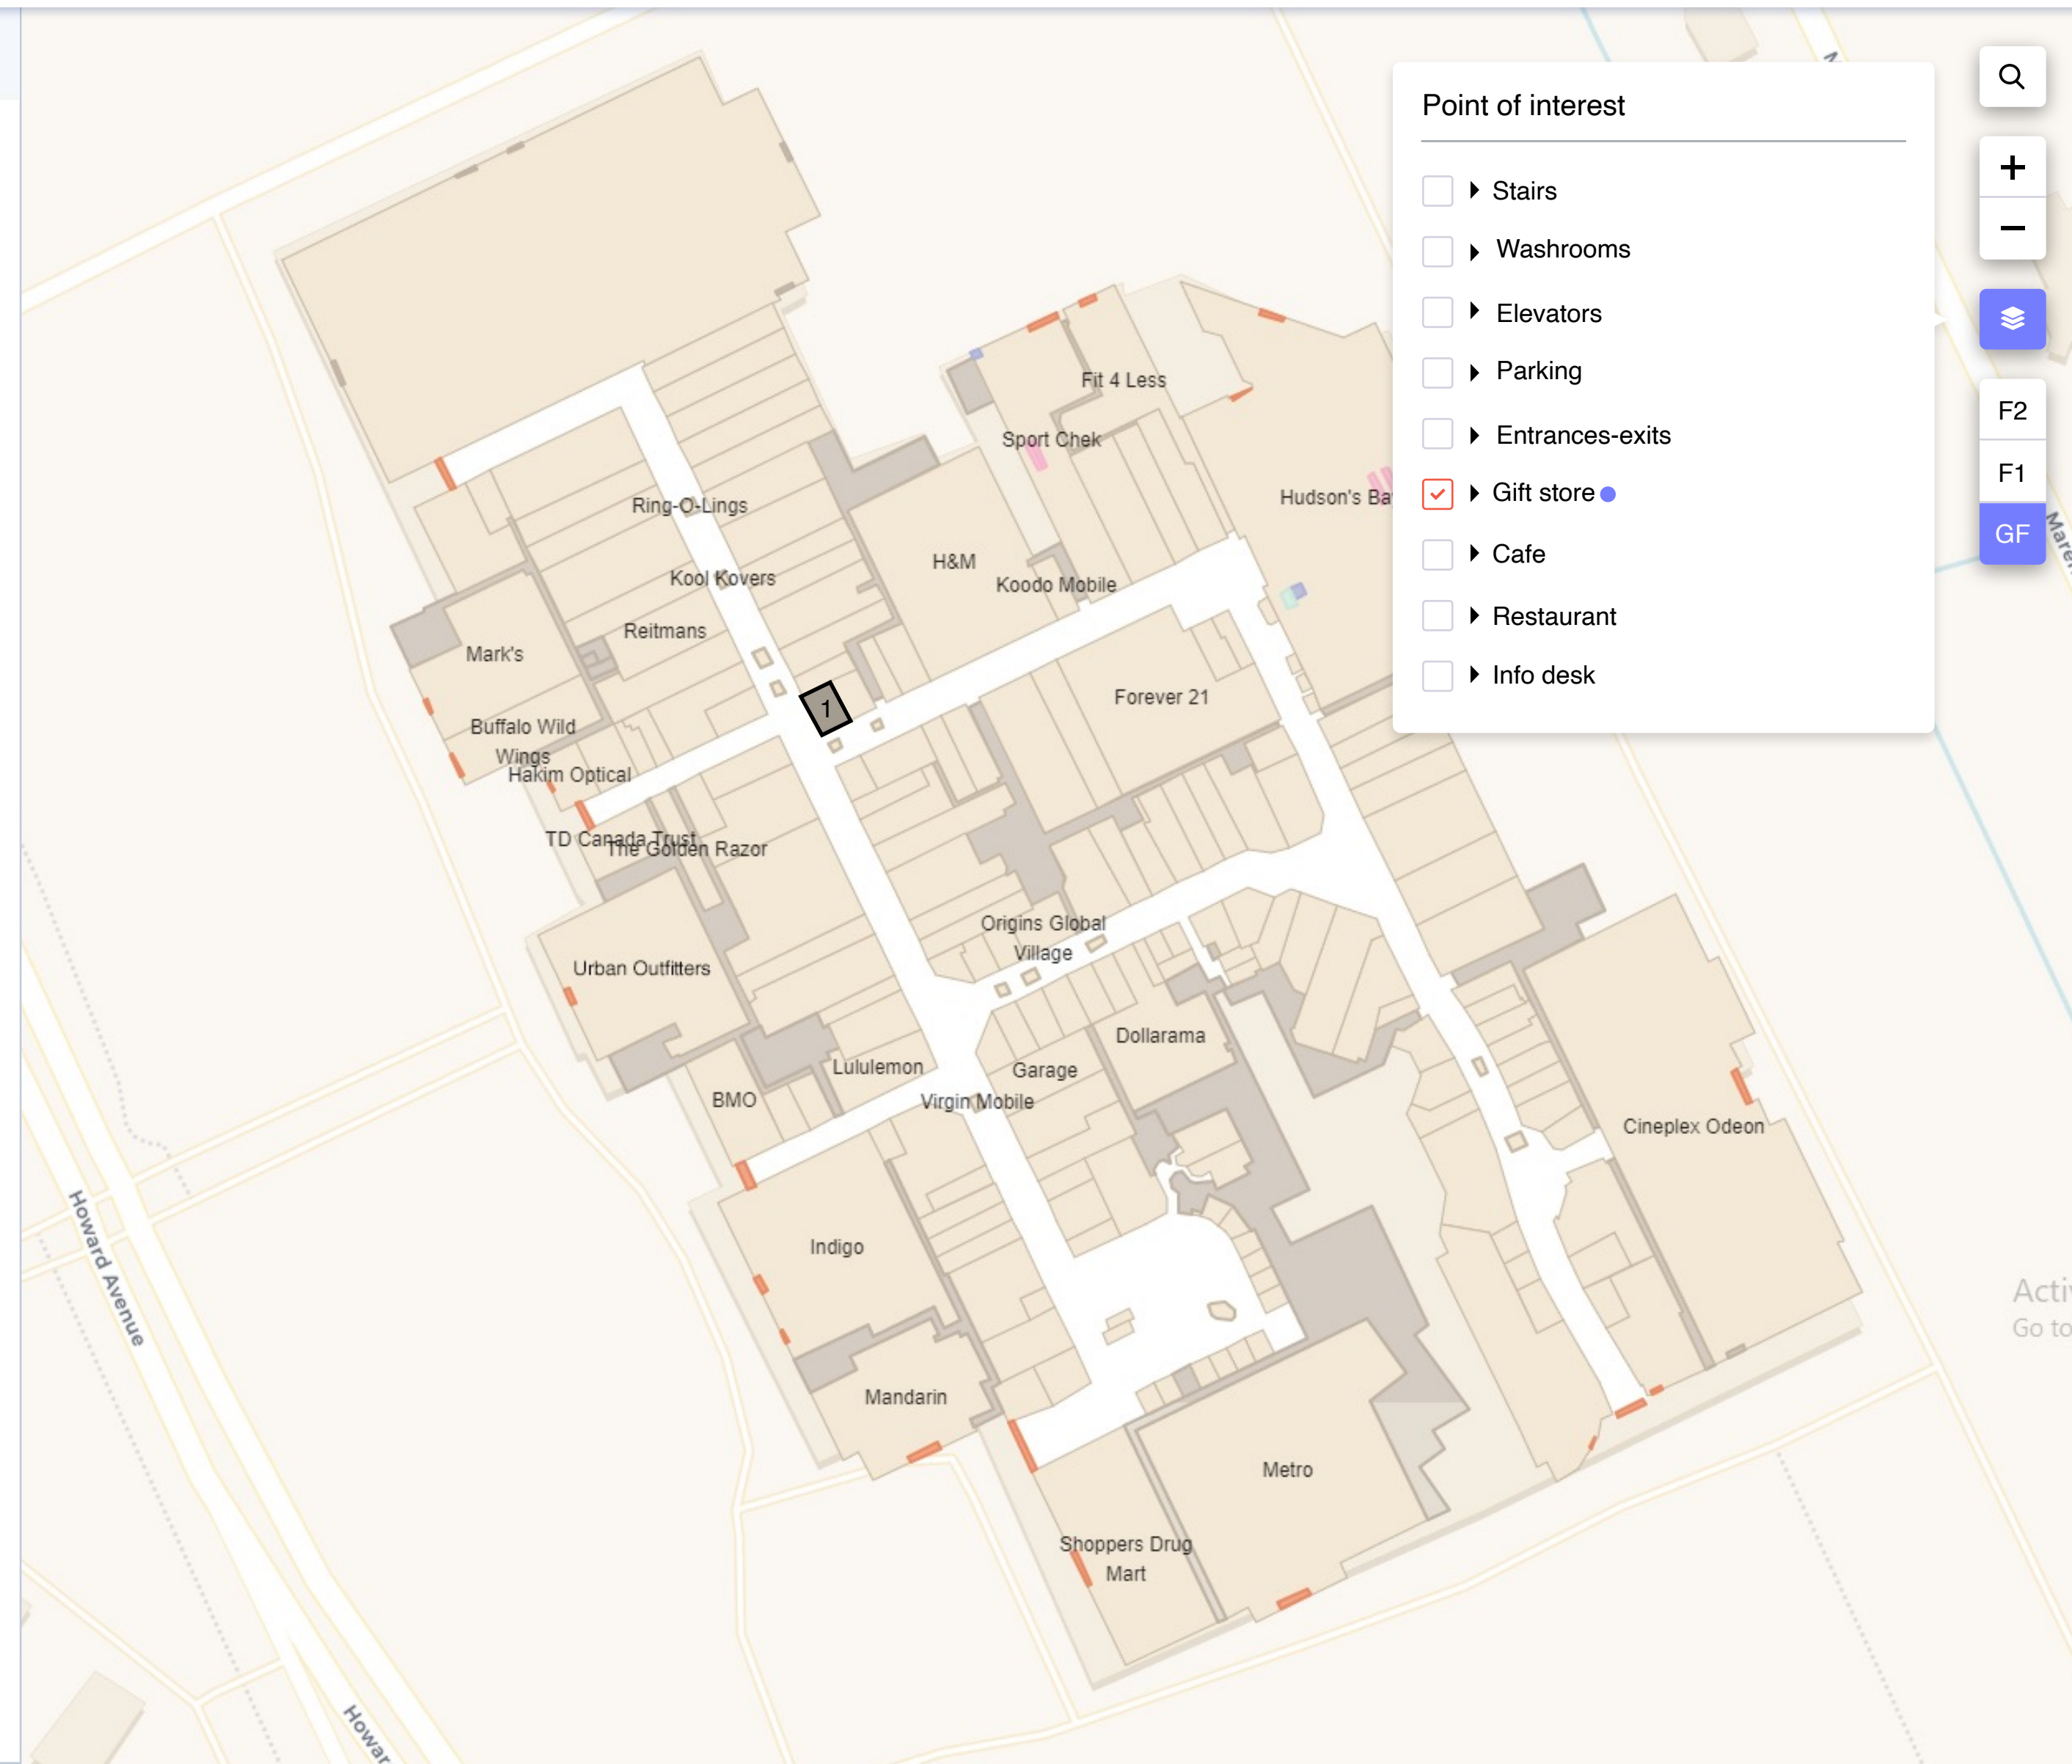 Point of interest
Stairs
Washrooms
Elevators
Parking
Entrances-exits
Gift store
Cafe
Restaurant
Info desk
F2
F1
GF
Fit 4 Less
Sport Chek
Hudson's Ba
Ring-O-Lings
H&M
Kool Kovers
Koodo Mobile
Reitmans
Mark's
Forever 21
1
Buffalo Wild
Wings
Hakim Optical
TD Canada Trust
The Golden Razor
Origins Global
Village
Urban Outfitters
Dollarama
Lululemon
Garage
BMO
Virgin Mobile
Cineplex Odeon
Indigo
Mandarin
Metro
Shoppers Drug
Mart
Howard Avenue
Howar
Mare
Acti
Go to